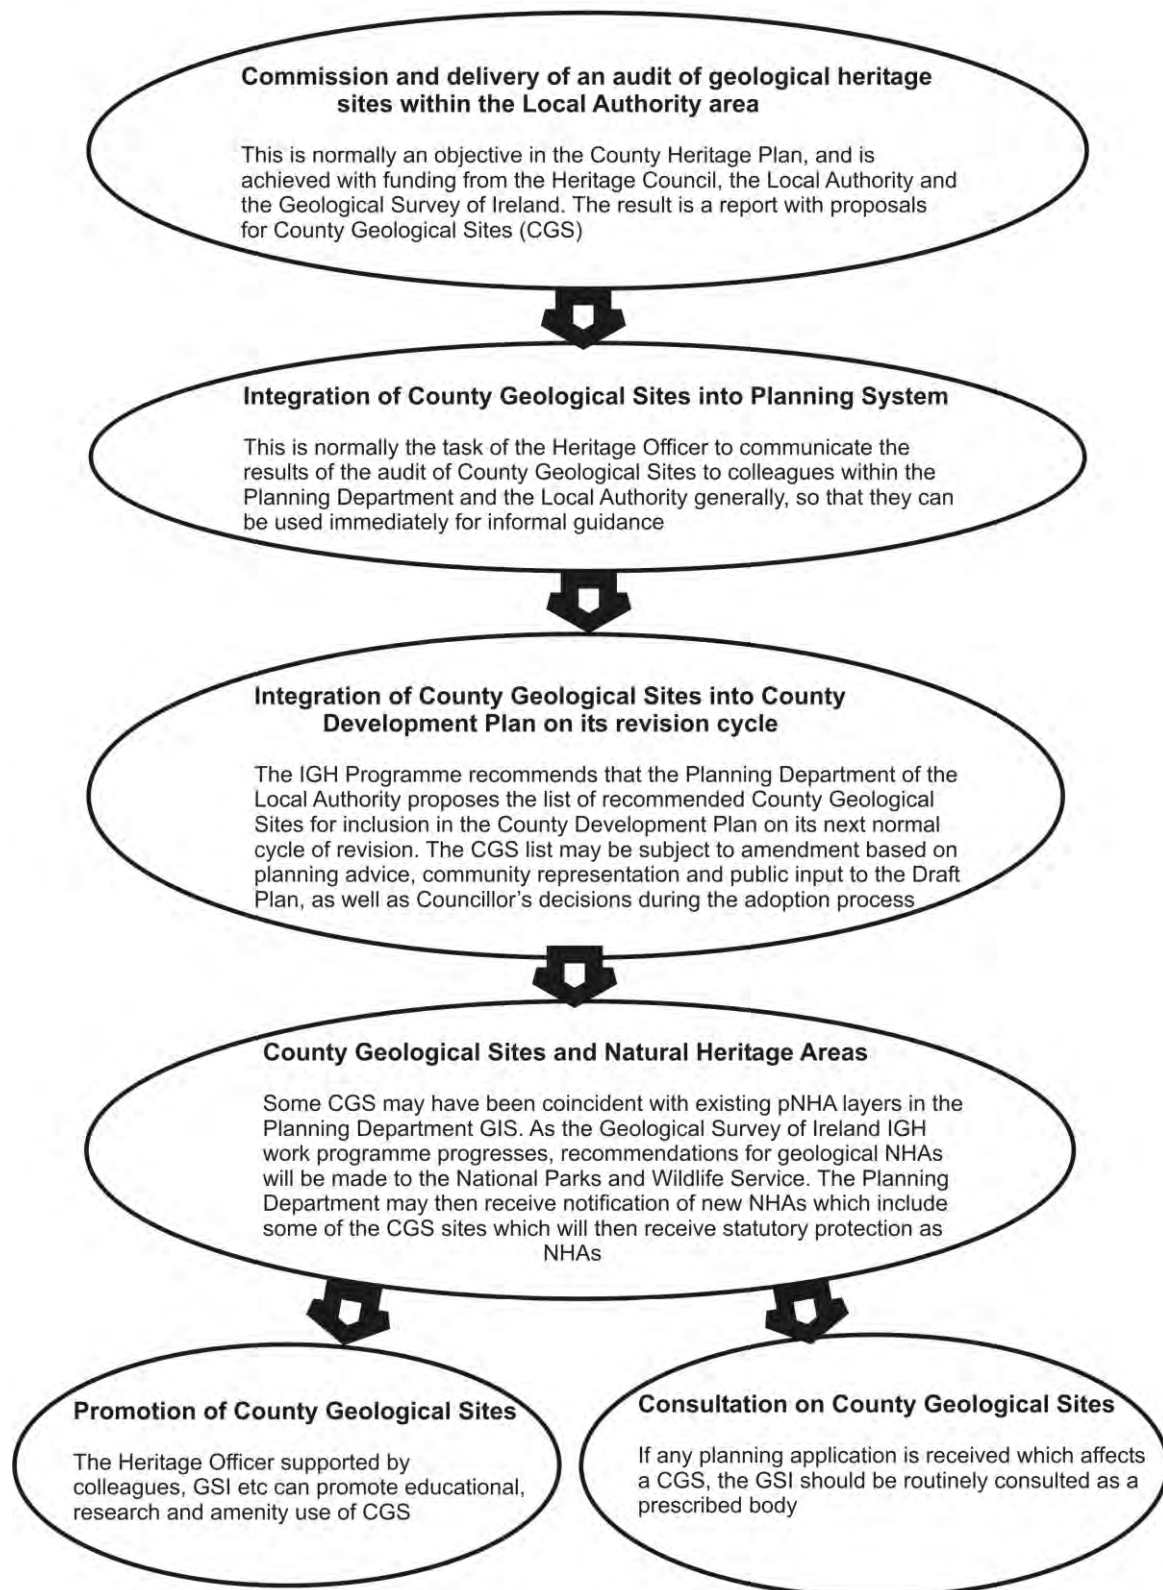 Commission and delivery of an audit of geological heritage
sites within the Local Authority area
This is normally an objective in the County Heritage Plan, and is
achieved with funding from the Heritage Council, the Local Authority and
the Geological Survey of Ireland. The result is a report with proposals
for County Geological Sites (CGS)
Integration of County Geological Sites into Planning System
This is normally the task of the Heritage Officer to communicate the
results of the audit of County Geological Sites to colleagues within the
Planning Department and the Local Authority generally, so that they can
be used immediately for informal guidance
Integration of County Geological Sites into County
Development Plan on its revision cycle
The IGH Programme recommends that the Planning Department of the
Local Authority proposes the list of recommended County Geological
Sites for inclusion in the County Development Plan on its next normal
cycle of revision. The CGS list may be subject to amendment based on
planning advice, community representation and public input to the Draft
Plan, as well as Councillor's decisions during the adoption process
County Geological Sites and Natural Heritage Areas
Some CGS may have been coincident with existing pNHA layers in the
Planning Department GIS. As the Geological Survey of Ireland IGH
work programme progresses, recommendations for geological NHAs
will be made to the National Parks and Wildlife Service. The Planning
Department may then receive notification of new NHAs which include
some of the CGS sites which will then receive statutory protection as
NHAs
Promotion of County Geological Sites
The Heritage Officer supported by
colleagues, GSI etc can promote educational,
research and amenity use of CGS
Consultation on County Geological Sites
If any planning application is received which affects
a CGS, the GSI should be routinely consulted as a
prescribed body